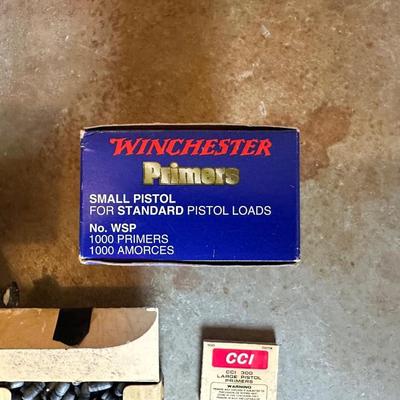 WINCHESTER
Primers
SMALL PISTOL
FOR STANDARD PISTOL LOADS
No. WSP
1000 PRIMERS
1000 AMORCES
CCI
CCI 300
LARGE PISTOL
PRIMERS
WARNING